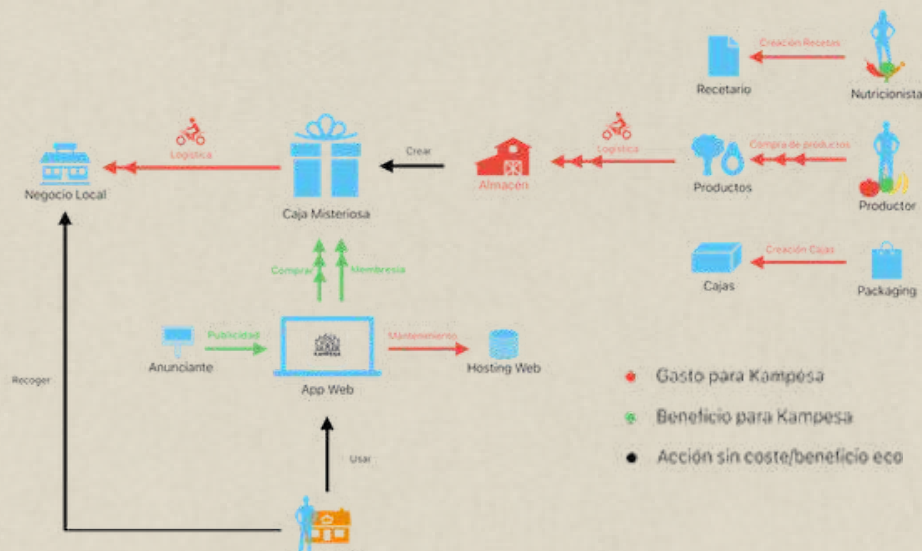 Creación Recetas
Recetario
Nutricionista
Logística
Crear
Logística
Compra de productos
Negocio Local
Caja Misteriosa
Almacén
Productos
Productor
Comprar
Membresía
Creación Cajas
Cajas
Packaging
Publicidad
KAMPESA
Mantenimiento
Anunciante
App Web
Hosting Web
Recoger
Gasto para Kampesa
Beneficio para Kampesa
Usar
Acción sin coste/beneficio eco